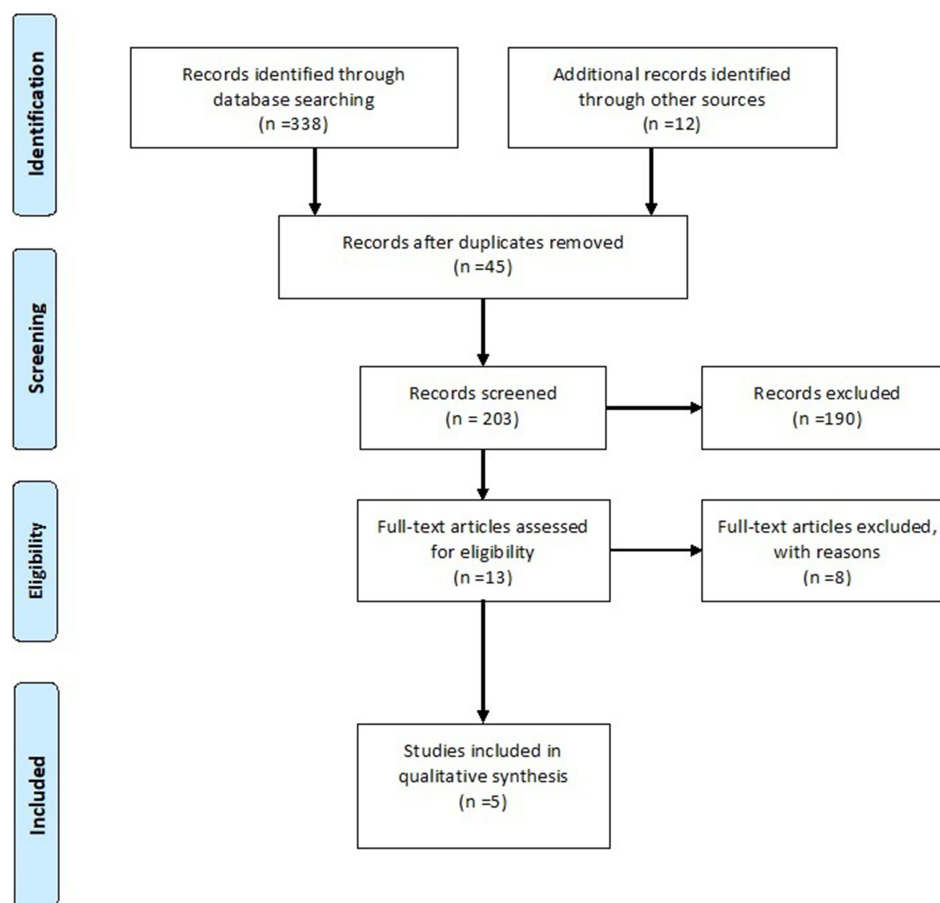 Identification
Records identified through
database searching
(n =338)
Additional records identified
through other sources
(n =12)
Screening
Records after duplicates removed
(n =45)
Records screened
(n = 203)
Records excluded
(n =190)
Eligibility
Full-text articles assessed
for eligibility
(n =13)
Full-text articles excluded,
with reasons
(n =8)
Included
Studies included in
qualitative synthesis
(n =5)